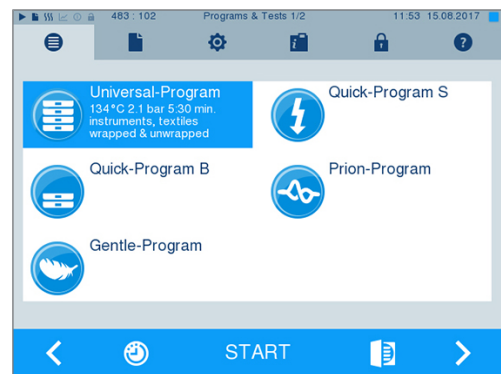 483 : 102 Programs & Tests 1/2 11:53 15.08.2017
Universal-Program
134°C 2.1 bar 5:30 min.
instruments, textiles
wrapped & unwrapped
Quick-Program S
Quick-Program B
Prion-Program
Gentle-Program
START